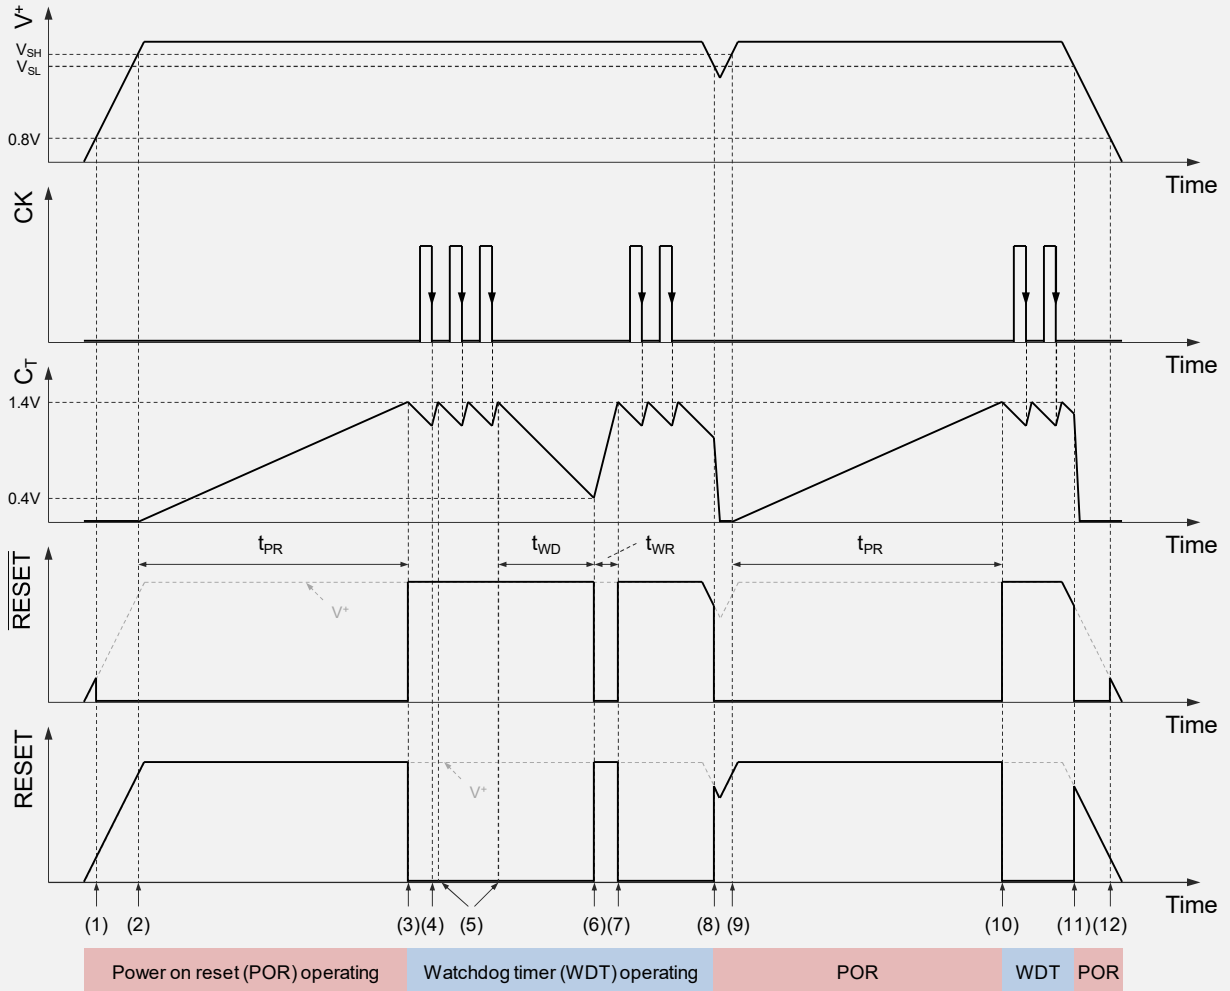 V+
VSH
VSL
0.8V
Time
CK
Time
CT
1.4V
0.4V
Time
RESET
tPR
tWD
tWR
tPR
V+
Time
RESET
V+
Time
(1) (2) (3) (4) (5) (6) (7) (8) (9) (10) (11) (12)
Power on reset (POR) operating Watchdog timer (WDT) operating POR WDT POR